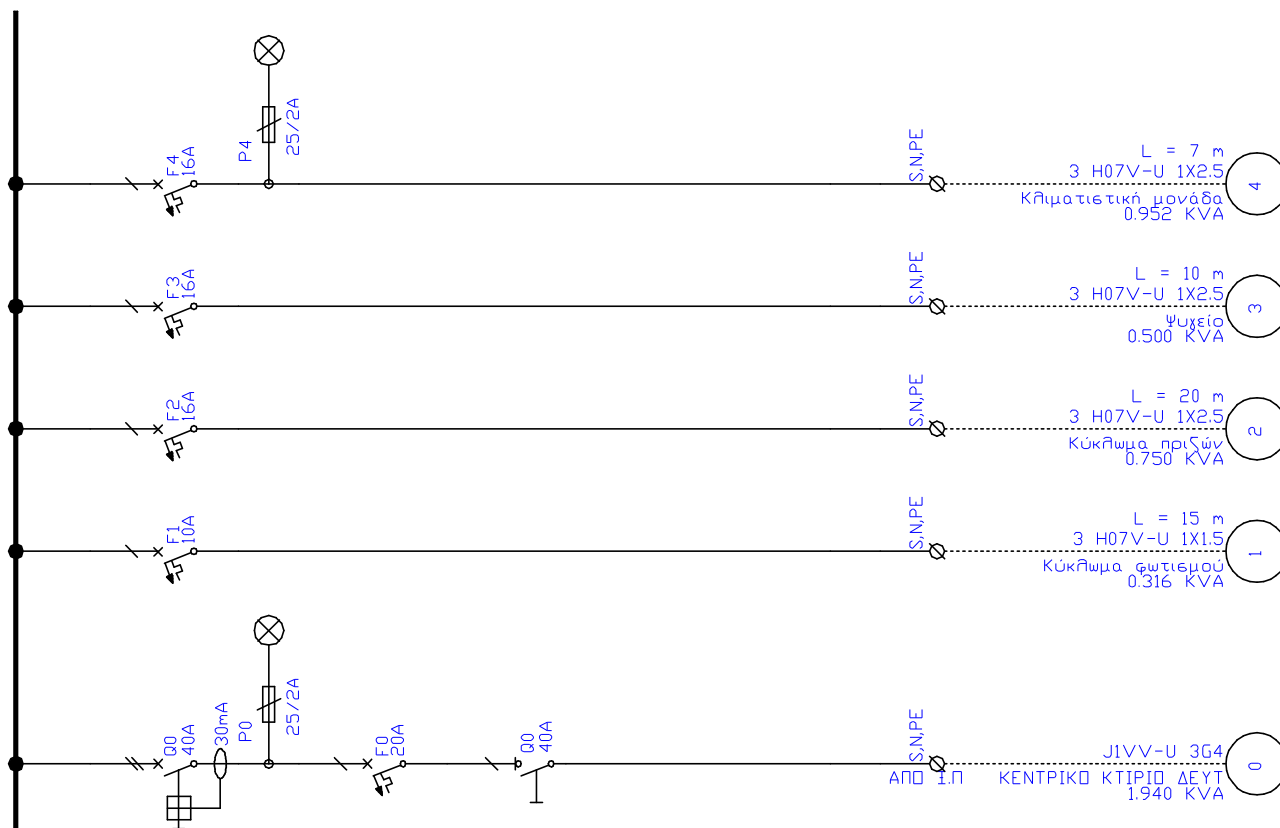 P4
25/2A
F4
16A
S,N,PE
L = 7 m
3 H07V-U 1X2.5
Κλιματιστική μονάδα
0.952 KVA
4
F3
16A
S,N,PE
L = 10 m
3 H07V-U 1X2.5
Ψυγείο
0.500 KVA
3
F2
16A
S,N,PE
L = 20 m
3 H07V-U 1X2.5
Κύκλωμα πριζών
0.750 KVA
2
F1
10A
S,N,PE
L = 15 m
3 H07V-U 1X1.5
Κύκλωμα φωτισμού
0.316 KVA
1
Q0
40A
30mA
P0
25/2A
F0
20A
Q0
40A
S,N,PE
J1VV-U 3G4
ΑΠΟ Ι.Π ΚΕΝΤΡΙΚΟ ΚΤΙΡΙΟ ΔΕΥΤ
1.940 KVA
0